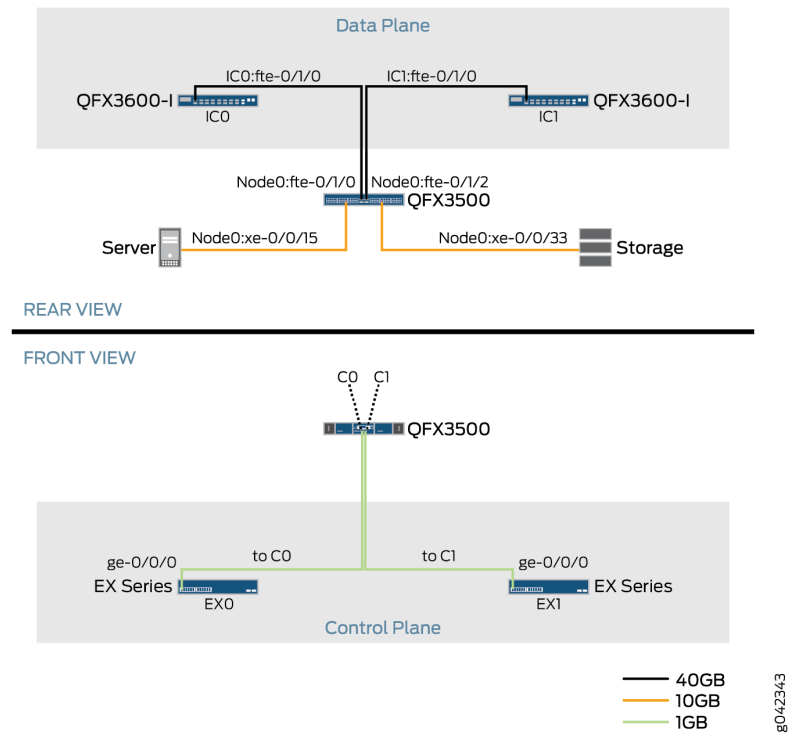 Data Plane
IC0:fte-0/1/0
IC1:fte-0/1/0
QFX3600-I
QFX3600-I
IC0
IC1
Node0:fte-0/1/0
Node0:fte-0/1/2
QFX3500
Server
Node0:xe-0/0/15
Node0:xe-0/0/33
Storage
REAR VIEW
FRONT VIEW
C0
C1
QFX3500
ge-0/0/0
to C0
to C1
ge-0/0/0
EX Series
EX Series
EX0
EX1
Control Plane
40GB
10GB
1GB
g042343